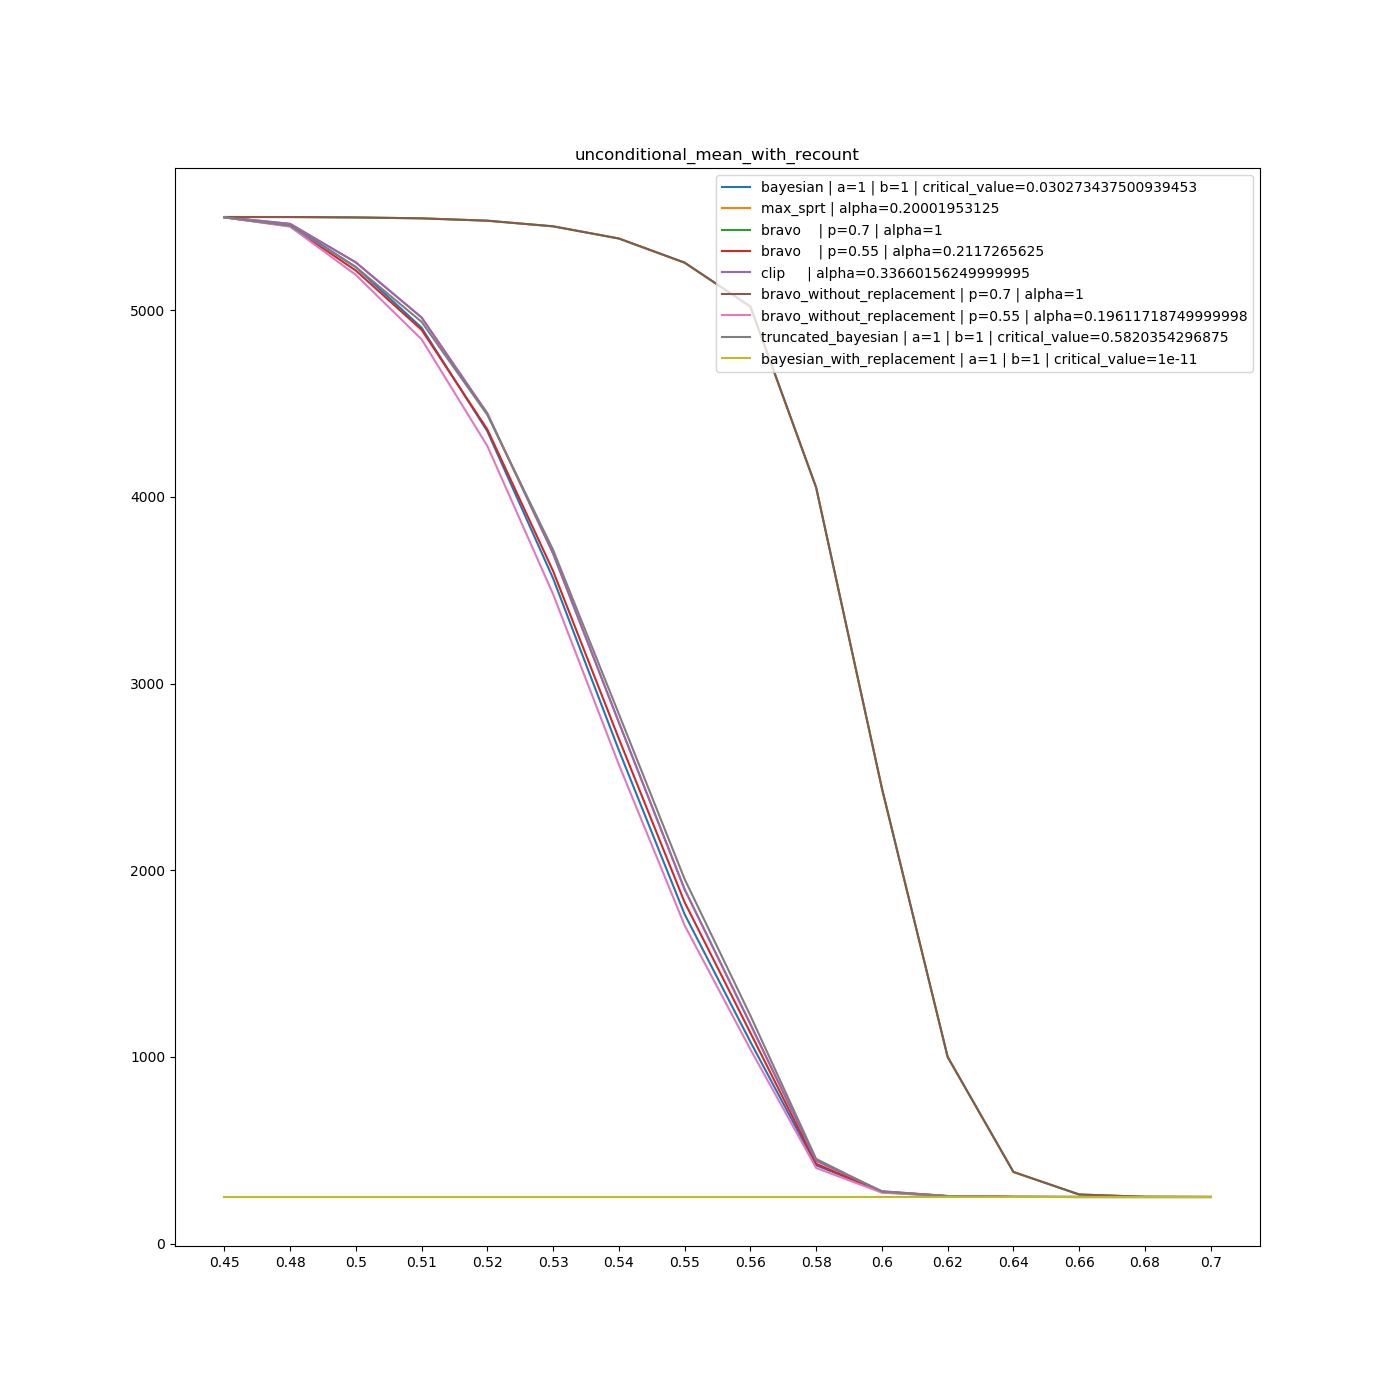 unconditional_mean_with_recount
bayesian | a=1 | b=1 | critical_value=0.030273437500939453
max_sprt | alpha=0.20001953125
bravo    | p=0.7 | alpha=1
bravo    | p=0.55 | alpha=0.2117265625
clip     | alpha=0.33660156249999995
bravo_without_replacement | p=0.7 | alpha=1
bravo_without_replacement | p=0.55 | alpha=0.19611718749999998
truncated_bayesian | a=1 | b=1 | critical_value=0.5820354296875
bayesian_with_replacement | a=1 | b=1 | critical_value=1e-11
5000
4000
3000
2000
1000
0
0.45 0.48 0.5 0.51 0.52 0.53 0.54 0.55 0.56 0.58 0.6 0.62 0.64 0.66 0.68 0.7